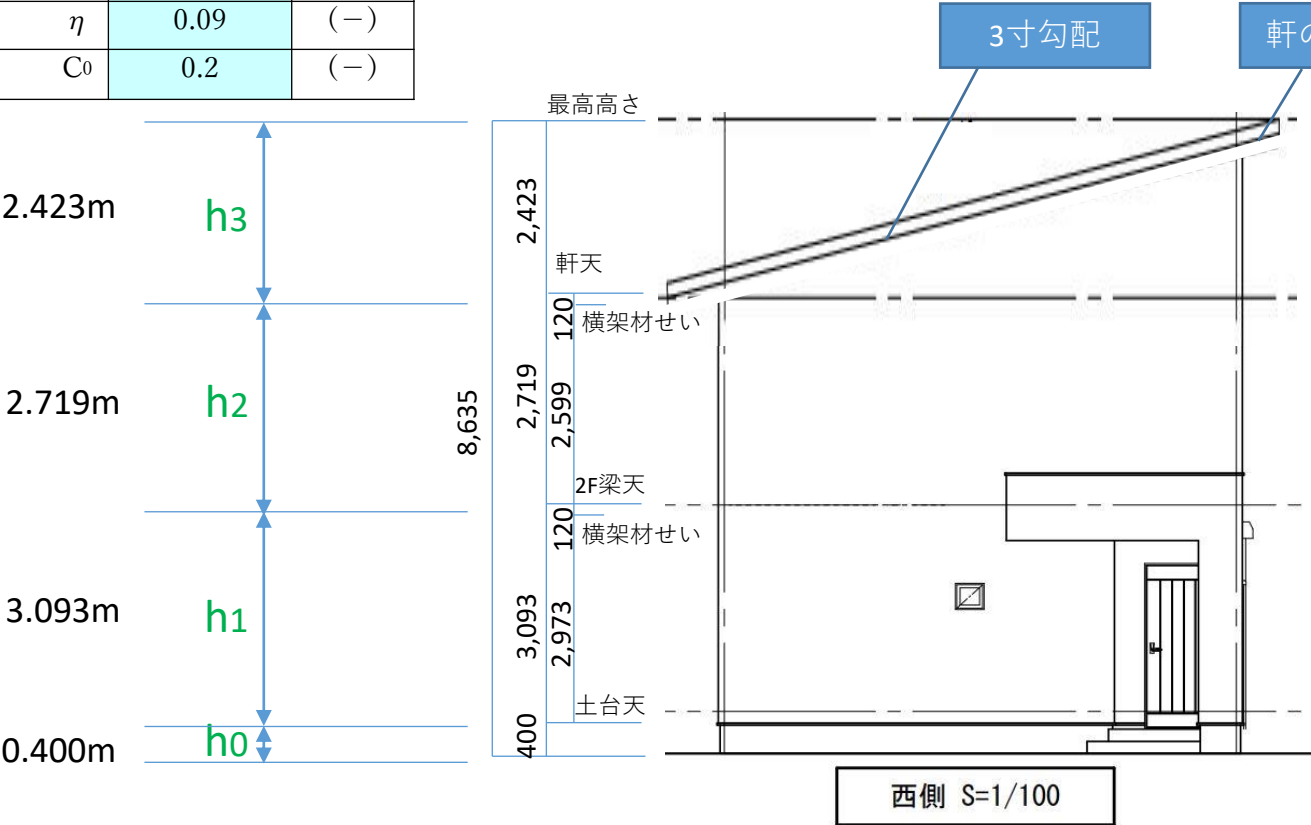 η 0.09 (－)
C0 0.2 (－)
3寸勾配
軒の
最高高さ
2.423m
h3
2,423
軒天
120
横架材せい
2.719m
h2
8,635
2,719
2,599
2F梁天
120
横架材せい
3.093m
h1
3,093
2,973
土台天
0.400m
h0
400
西側 S=1/100